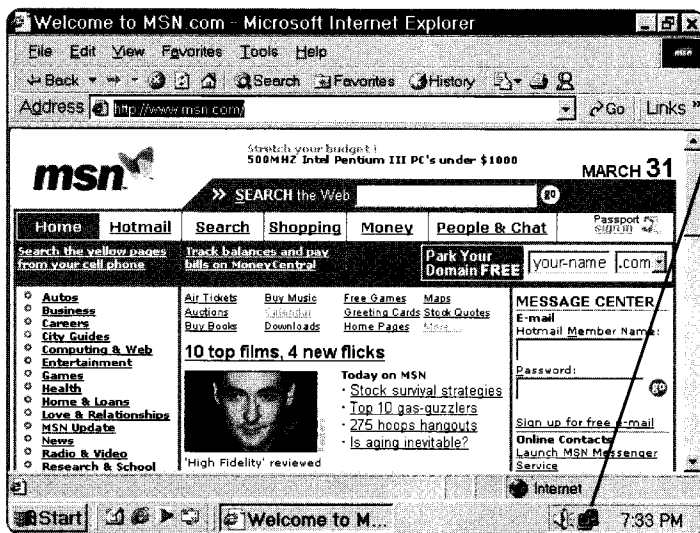 Welcome to MSN.com - Microsoft Internet Explorer
File Edit View Favorites Tools Help
Back Search Favorites History
Address http://www.msn.com/ Go Links »
msn
Stretch your budget!
500MHZ Intel Pentium III PC's under $1000
MARCH 31
>> SEARCH the Web go
Home Hotmail Search Shopping Money People & Chat Passport sign in
Search the yellow pages
from your cell phone
Track balances and pay
bills on MoneyCentral
Park Your
Domain FREE
your-name .com
Autos
Business
Careers
City Guides
Computing & Web
Entertainment
Games
Health
Home & Loans
Love & Relationships
MSN Update
News
Radio & Video
Research & School
Air Tickets Buy Music Free Games Maps
Auctions Calendar Greeting Cards Stock Quotes
Buy Books Downloads Home Pages More...
10 top films, 4 new flicks
'High Fidelity' reviewed
Today on MSN
· Stock survival strategies
· Top 10 gas-guzzlers
· 275 hoops hangouts
· Is aging inevitable?
MESSAGE CENTER
E-mail
Hotmail Member Name:
Password:
go
Sign up for free e-mail
Online Contacts
Launch MSN Messenger
Service
Internet
Start Welcome to M... 7:33 PM